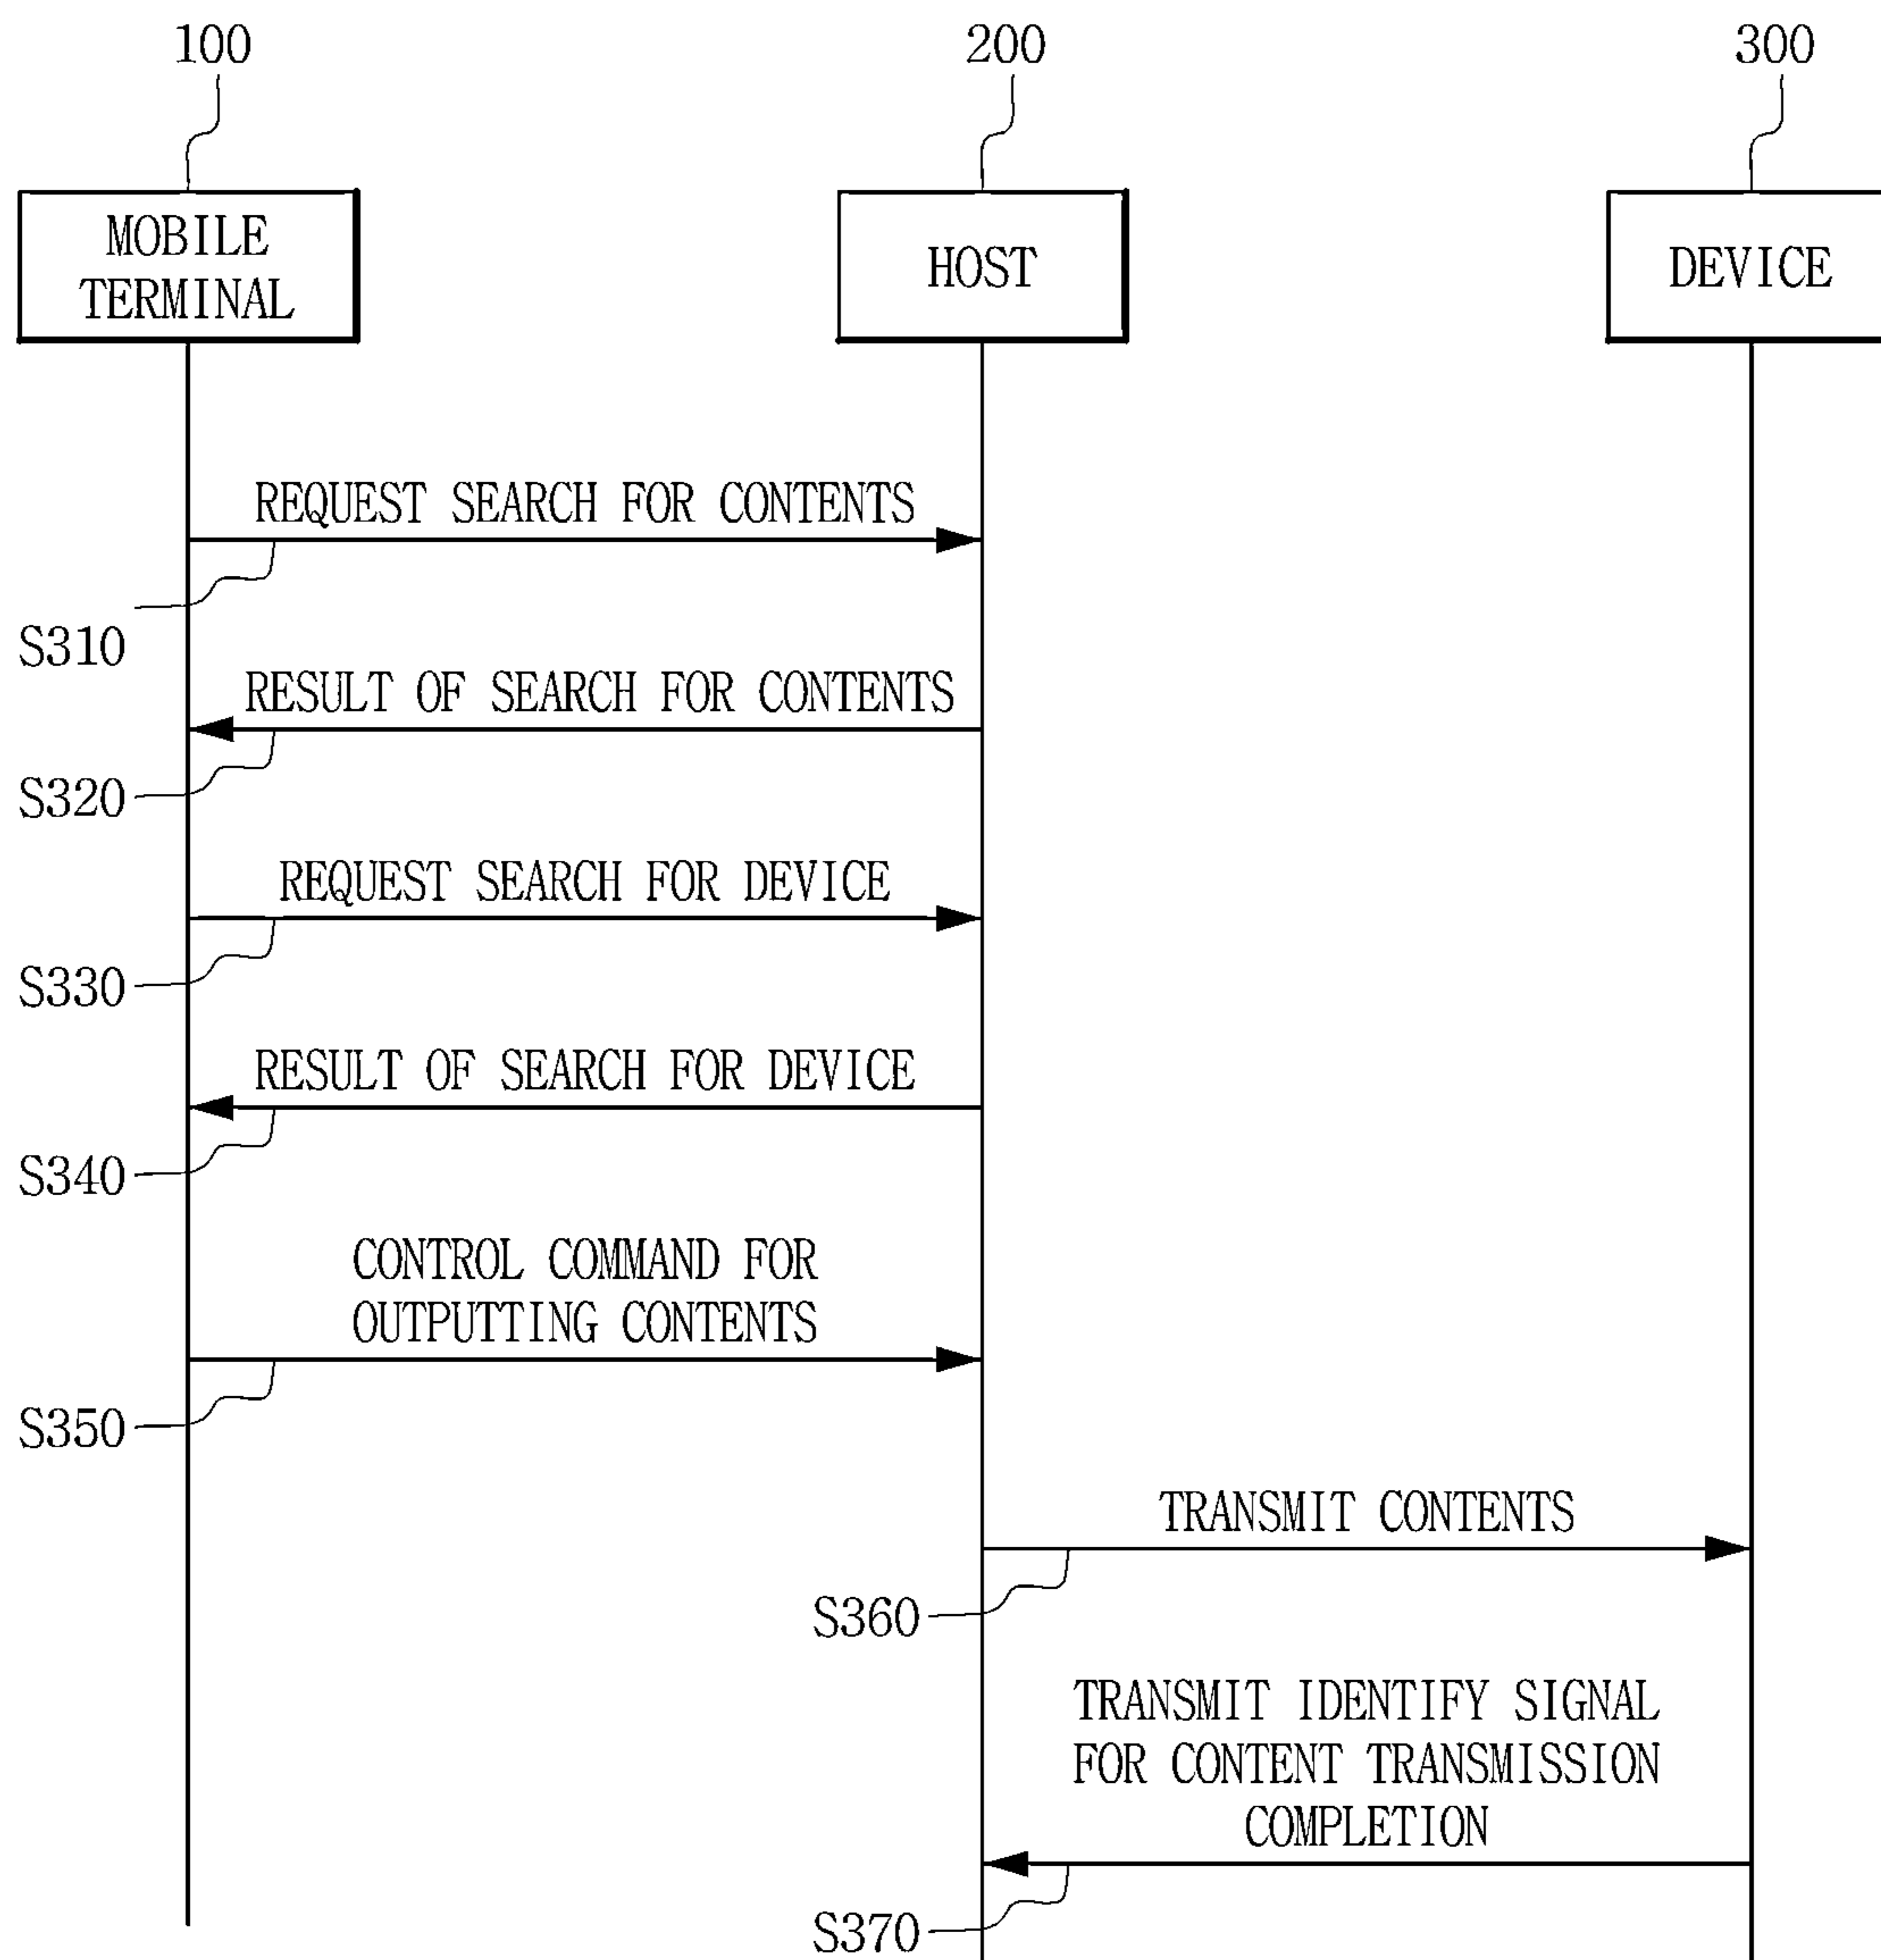 100
200
300
MOBILE
TERMINAL
HOST
DEVICE
REQUEST SEARCH FOR CONTENTS
S310
RESULT OF SEARCH FOR CONTENTS
S320
REQUEST SEARCH FOR DEVICE
S330
RESULT OF SEARCH FOR DEVICE
S340
CONTROL COMMAND FOR
OUTPUTTING CONTENTS
S350
TRANSMIT CONTENTS
S360
TRANSMIT IDENTIFY SIGNAL
FOR CONTENT TRANSMISSION
COMPLETION
S370